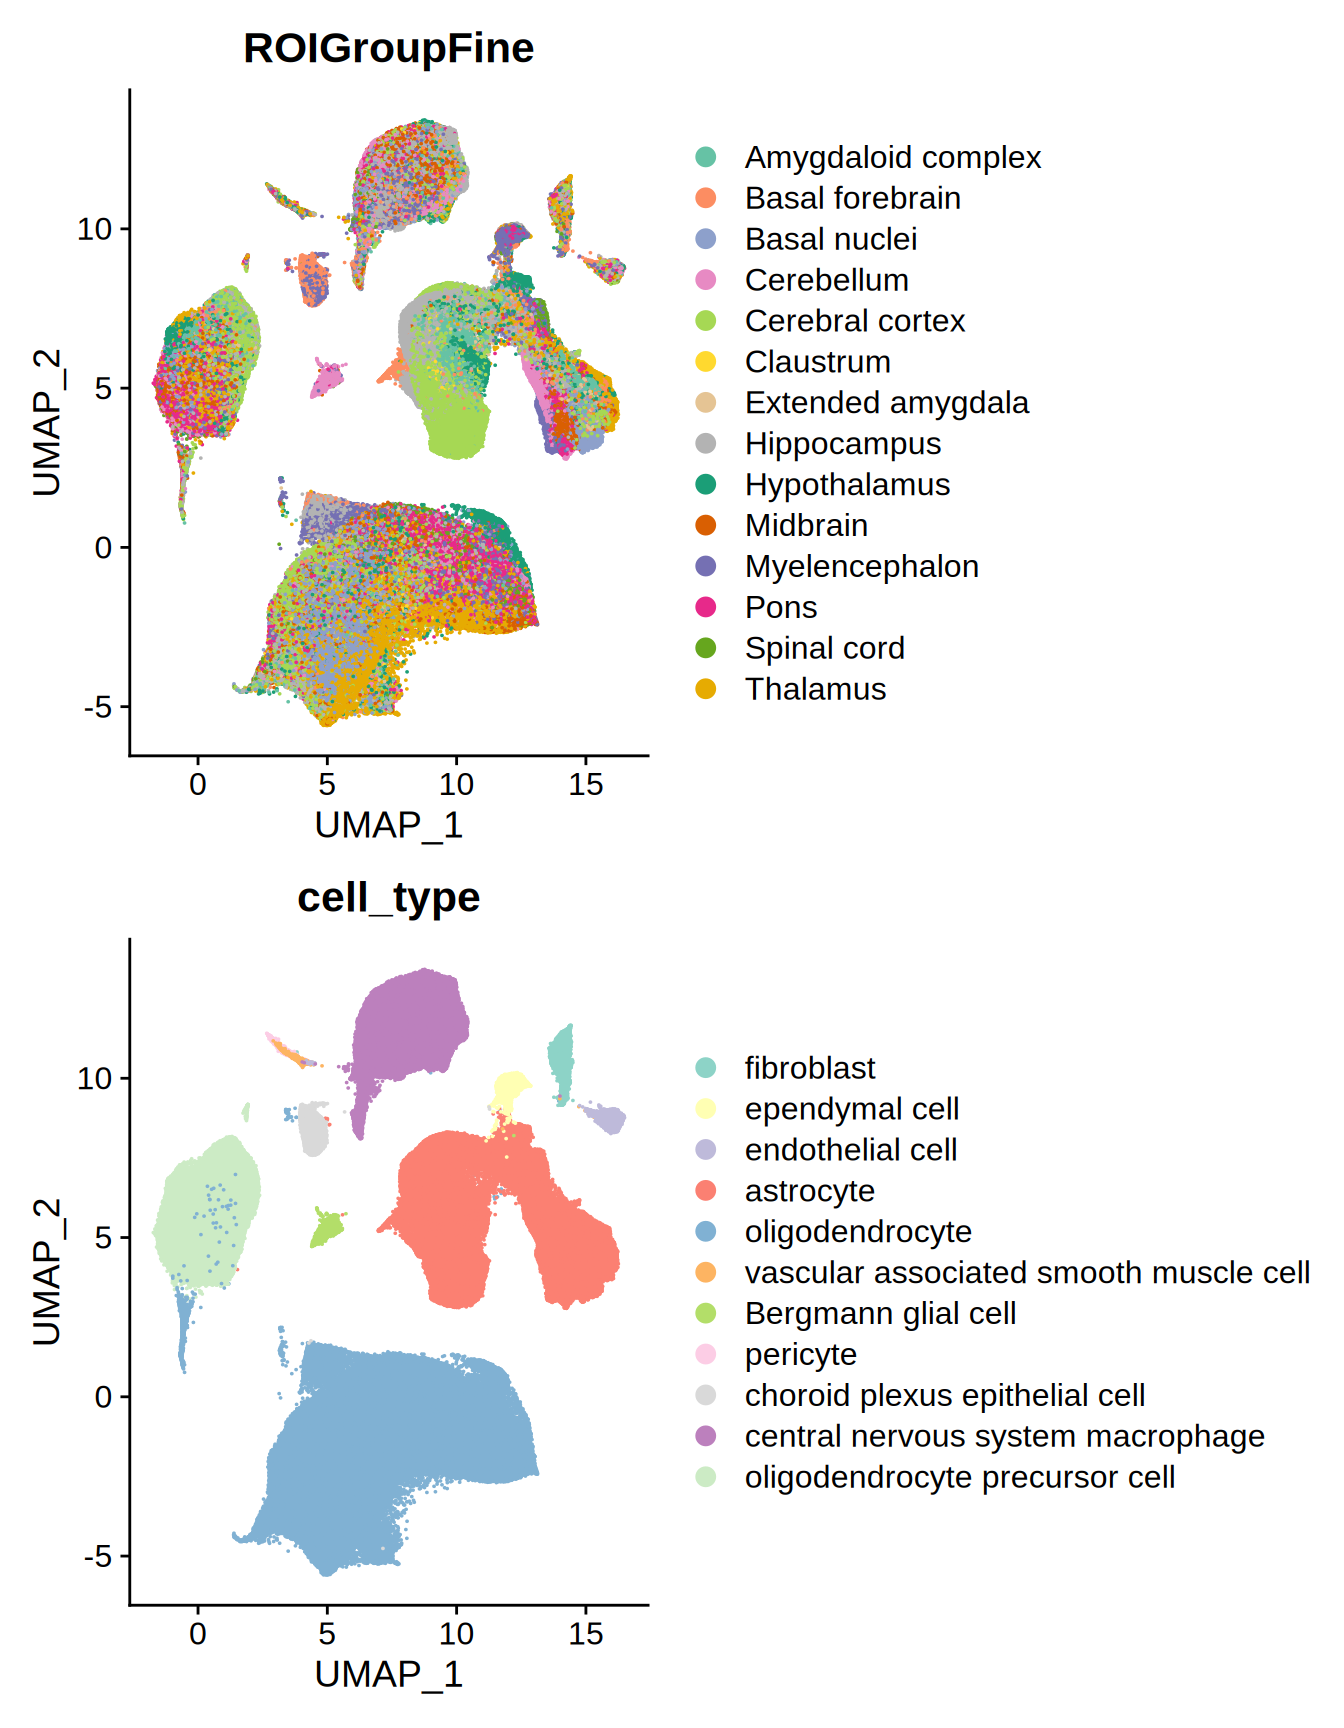 ROIGroupFine
10
5
0
-5
UMAP_2
0 5 10 15
UMAP_1
Amygdaloid complex
Basal forebrain
Basal nuclei
Cerebellum
Cerebral cortex
Claustrum
Extended amygdala
Hippocampus
Hypothalamus
Midbrain
Myelencephalon
Pons
Spinal cord
Thalamus
cell_type
10
5
0
-5
UMAP_2
0 5 10 15
UMAP_1
fibroblast
ependymal cell
endothelial cell
astrocyte
oligodendrocyte
vascular associated smooth muscle cell
Bergmann glial cell
pericyte
choroid plexus epithelial cell
central nervous system macrophage
oligodendrocyte precursor cell